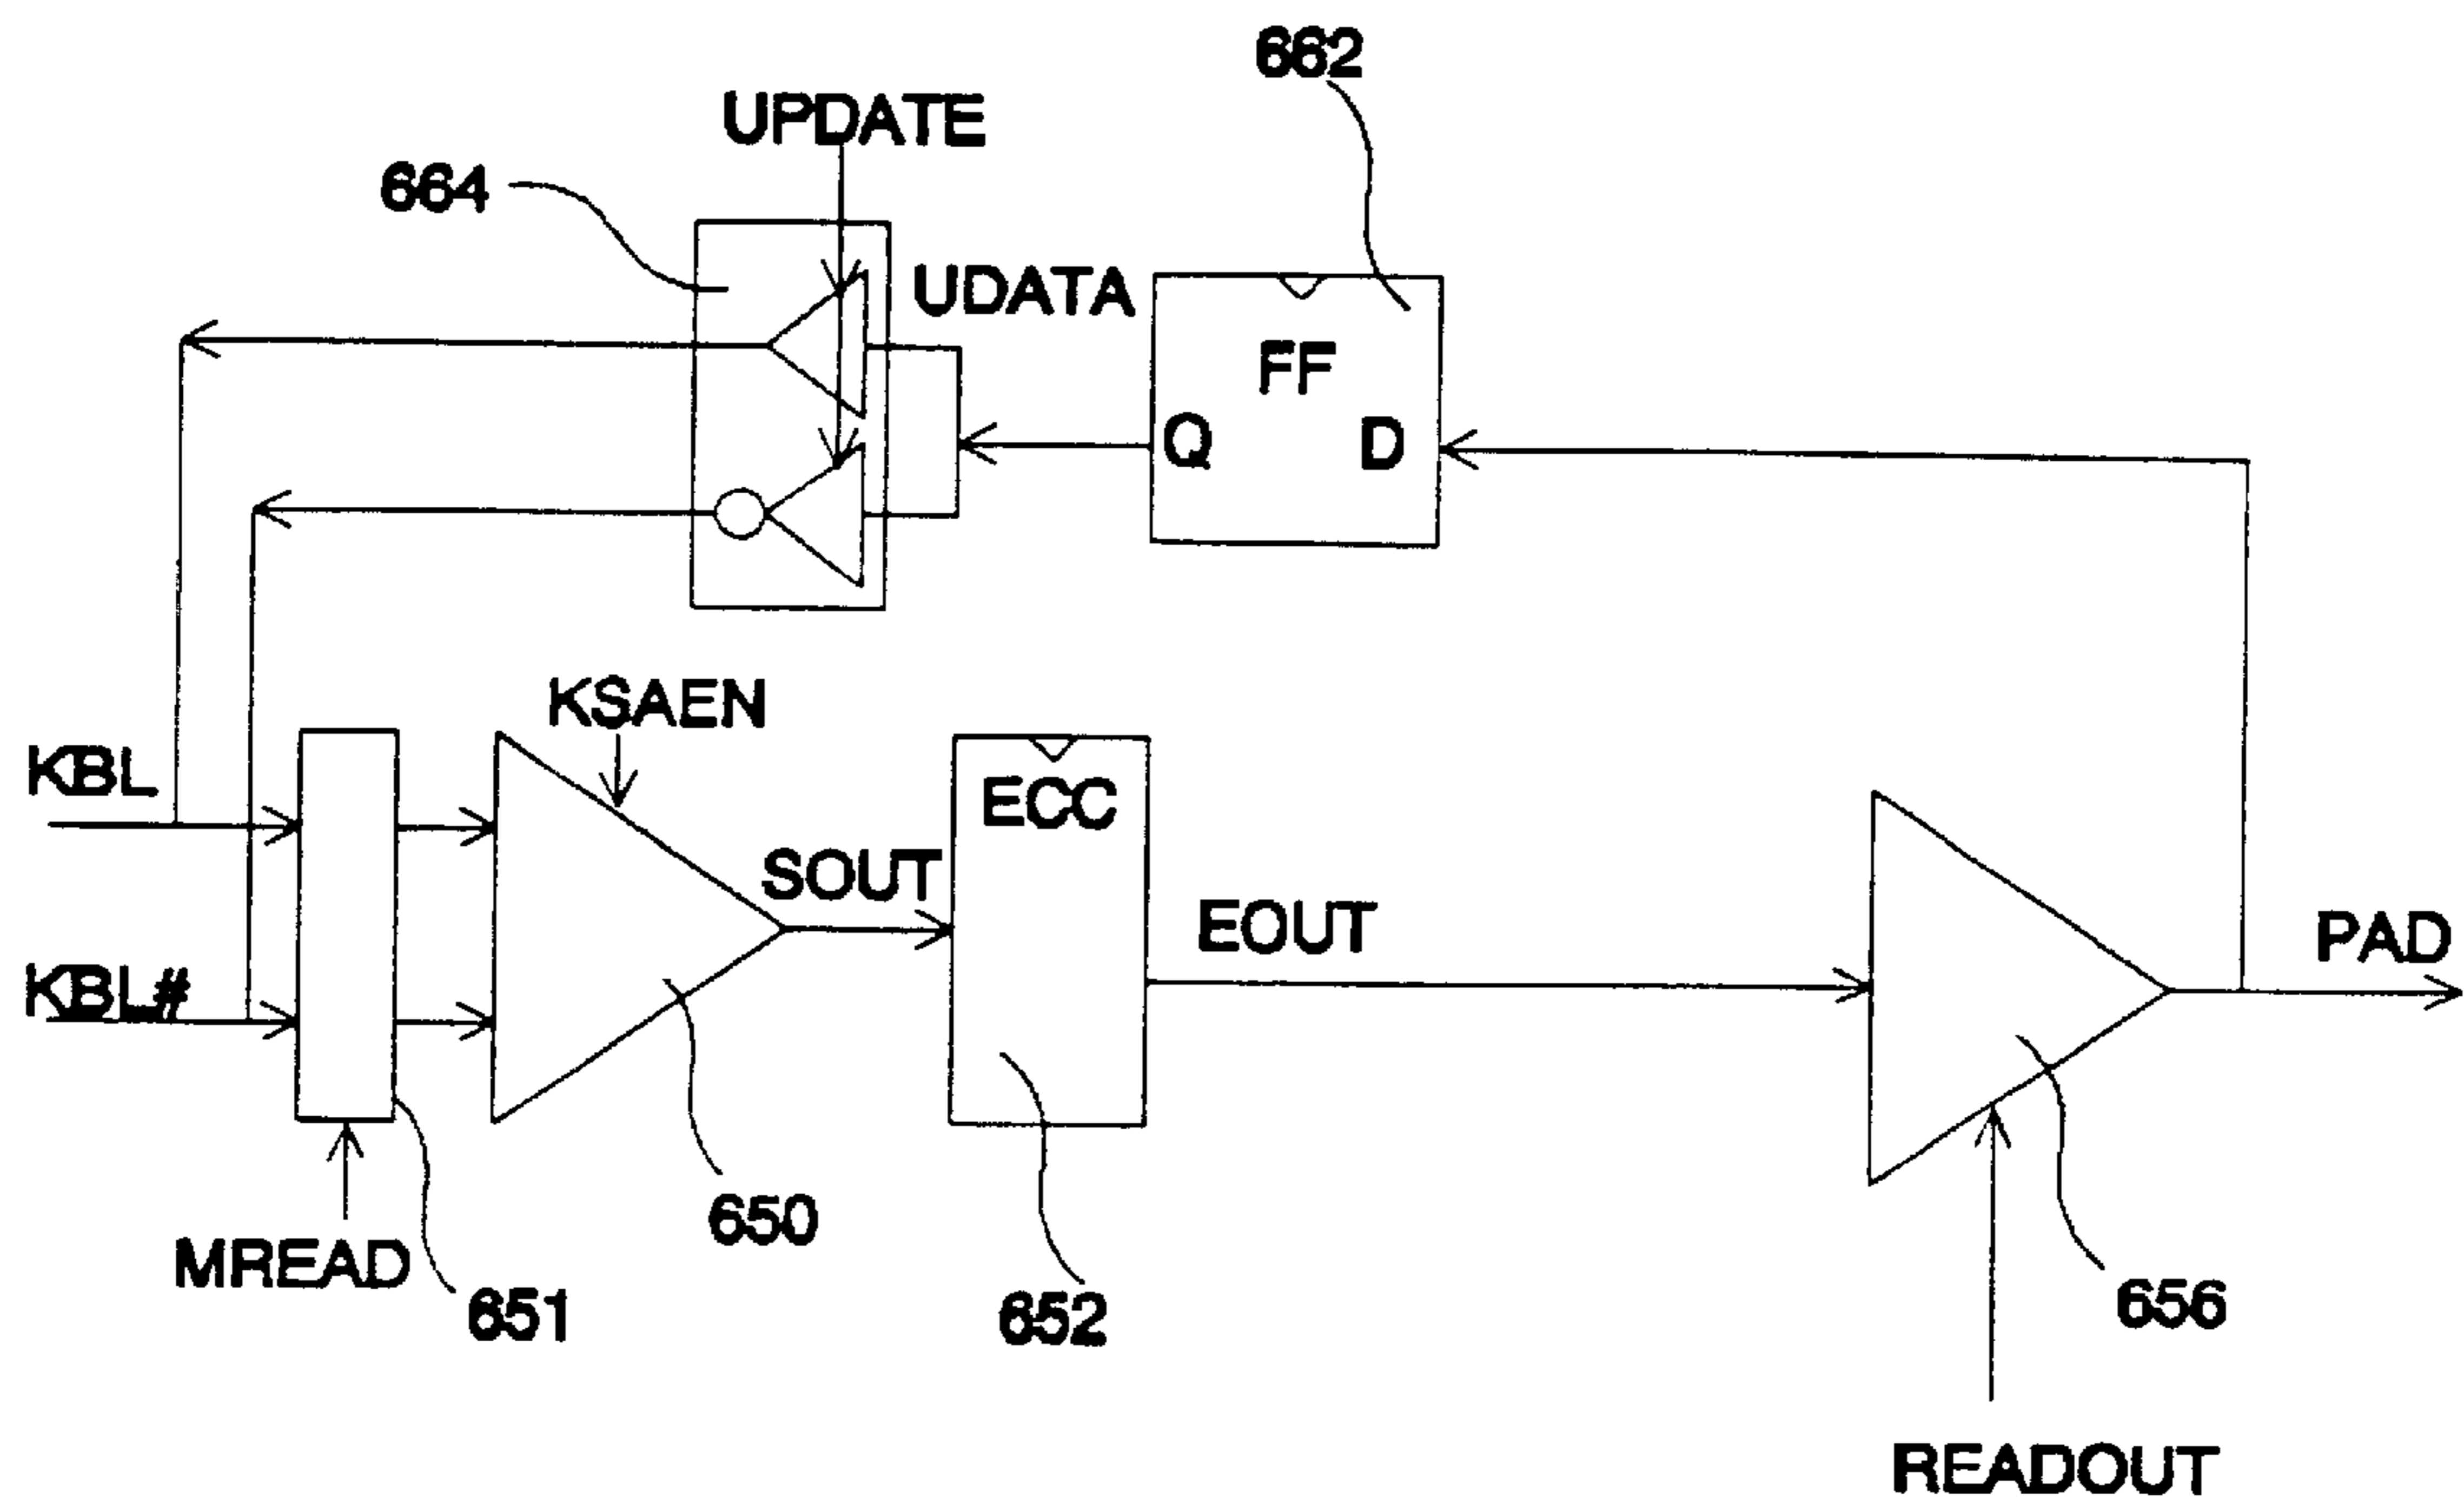 662
UPDATE
664
UDATA
FF
Q
D
KSAEN
KBL
ECC
SOUT
EOUT
PAD
KBL#
650
MREAD
651
652
656
READOUT